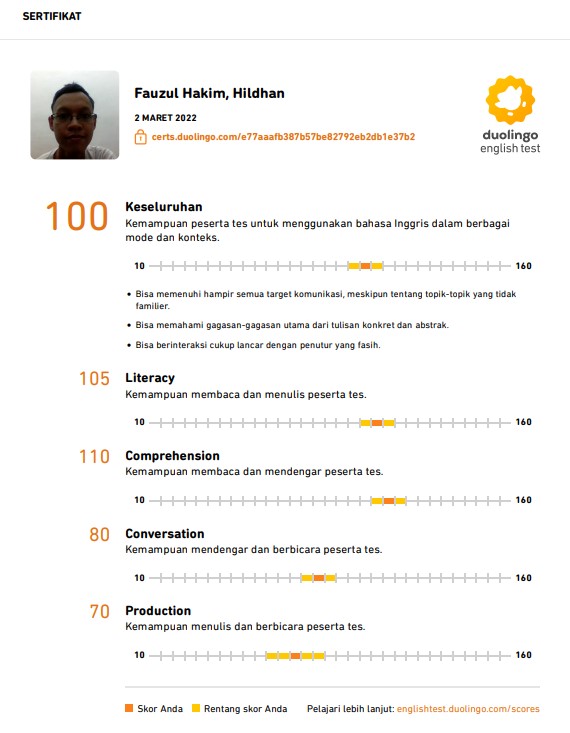 SERTIFIKAT
Fauzul Hakim, Hildhan
2 MARET 2022
certs.duolingo.com/e77aaafb387b57be82792eb2db1e37b2
duolingo
english test
100
Keseluruhan
Kemampuan peserta tes untuk menggunakan bahasa Inggris dalam berbagai
mode dan konteks.
10 160
• Bisa memenuhi hampir semua target komunikasi, meskipun tentang topik-topik yang tidak
familier.
• Bisa memahami gagasan-gagasan utama dari tulisan konkret dan abstrak.
• Bisa berinteraksi cukup lancar dengan penutur yang fasih.
105
Literacy
Kemampuan membaca dan menulis peserta tes.
10 160
110
Comprehension
Kemampuan membaca dan mendengar peserta tes.
10 160
80
Conversation
Kemampuan mendengar dan berbicara peserta tes.
10 160
70
Production
Kemampuan menulis dan berbicara peserta tes.
10 160
Skor Anda Rentang skor Anda Pelajari lebih lanjut: englishtest.duolingo.com/scores